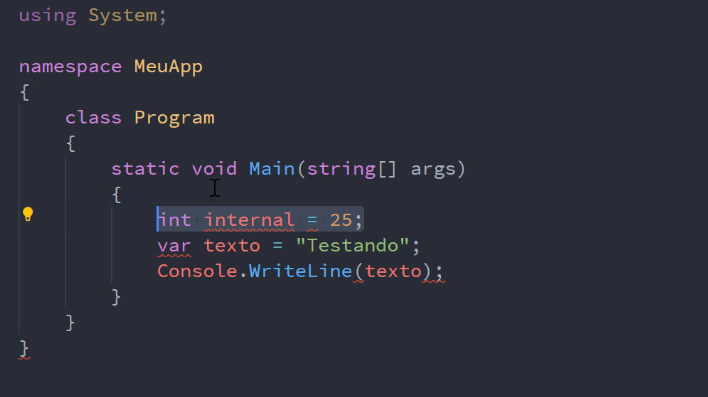 using System;
namespace MeuApp
{
class Program
{
static void Main(string[] args)
{
int internal = 25;
var texto = "Testando";
Console.WriteLine(texto);
}
}
}